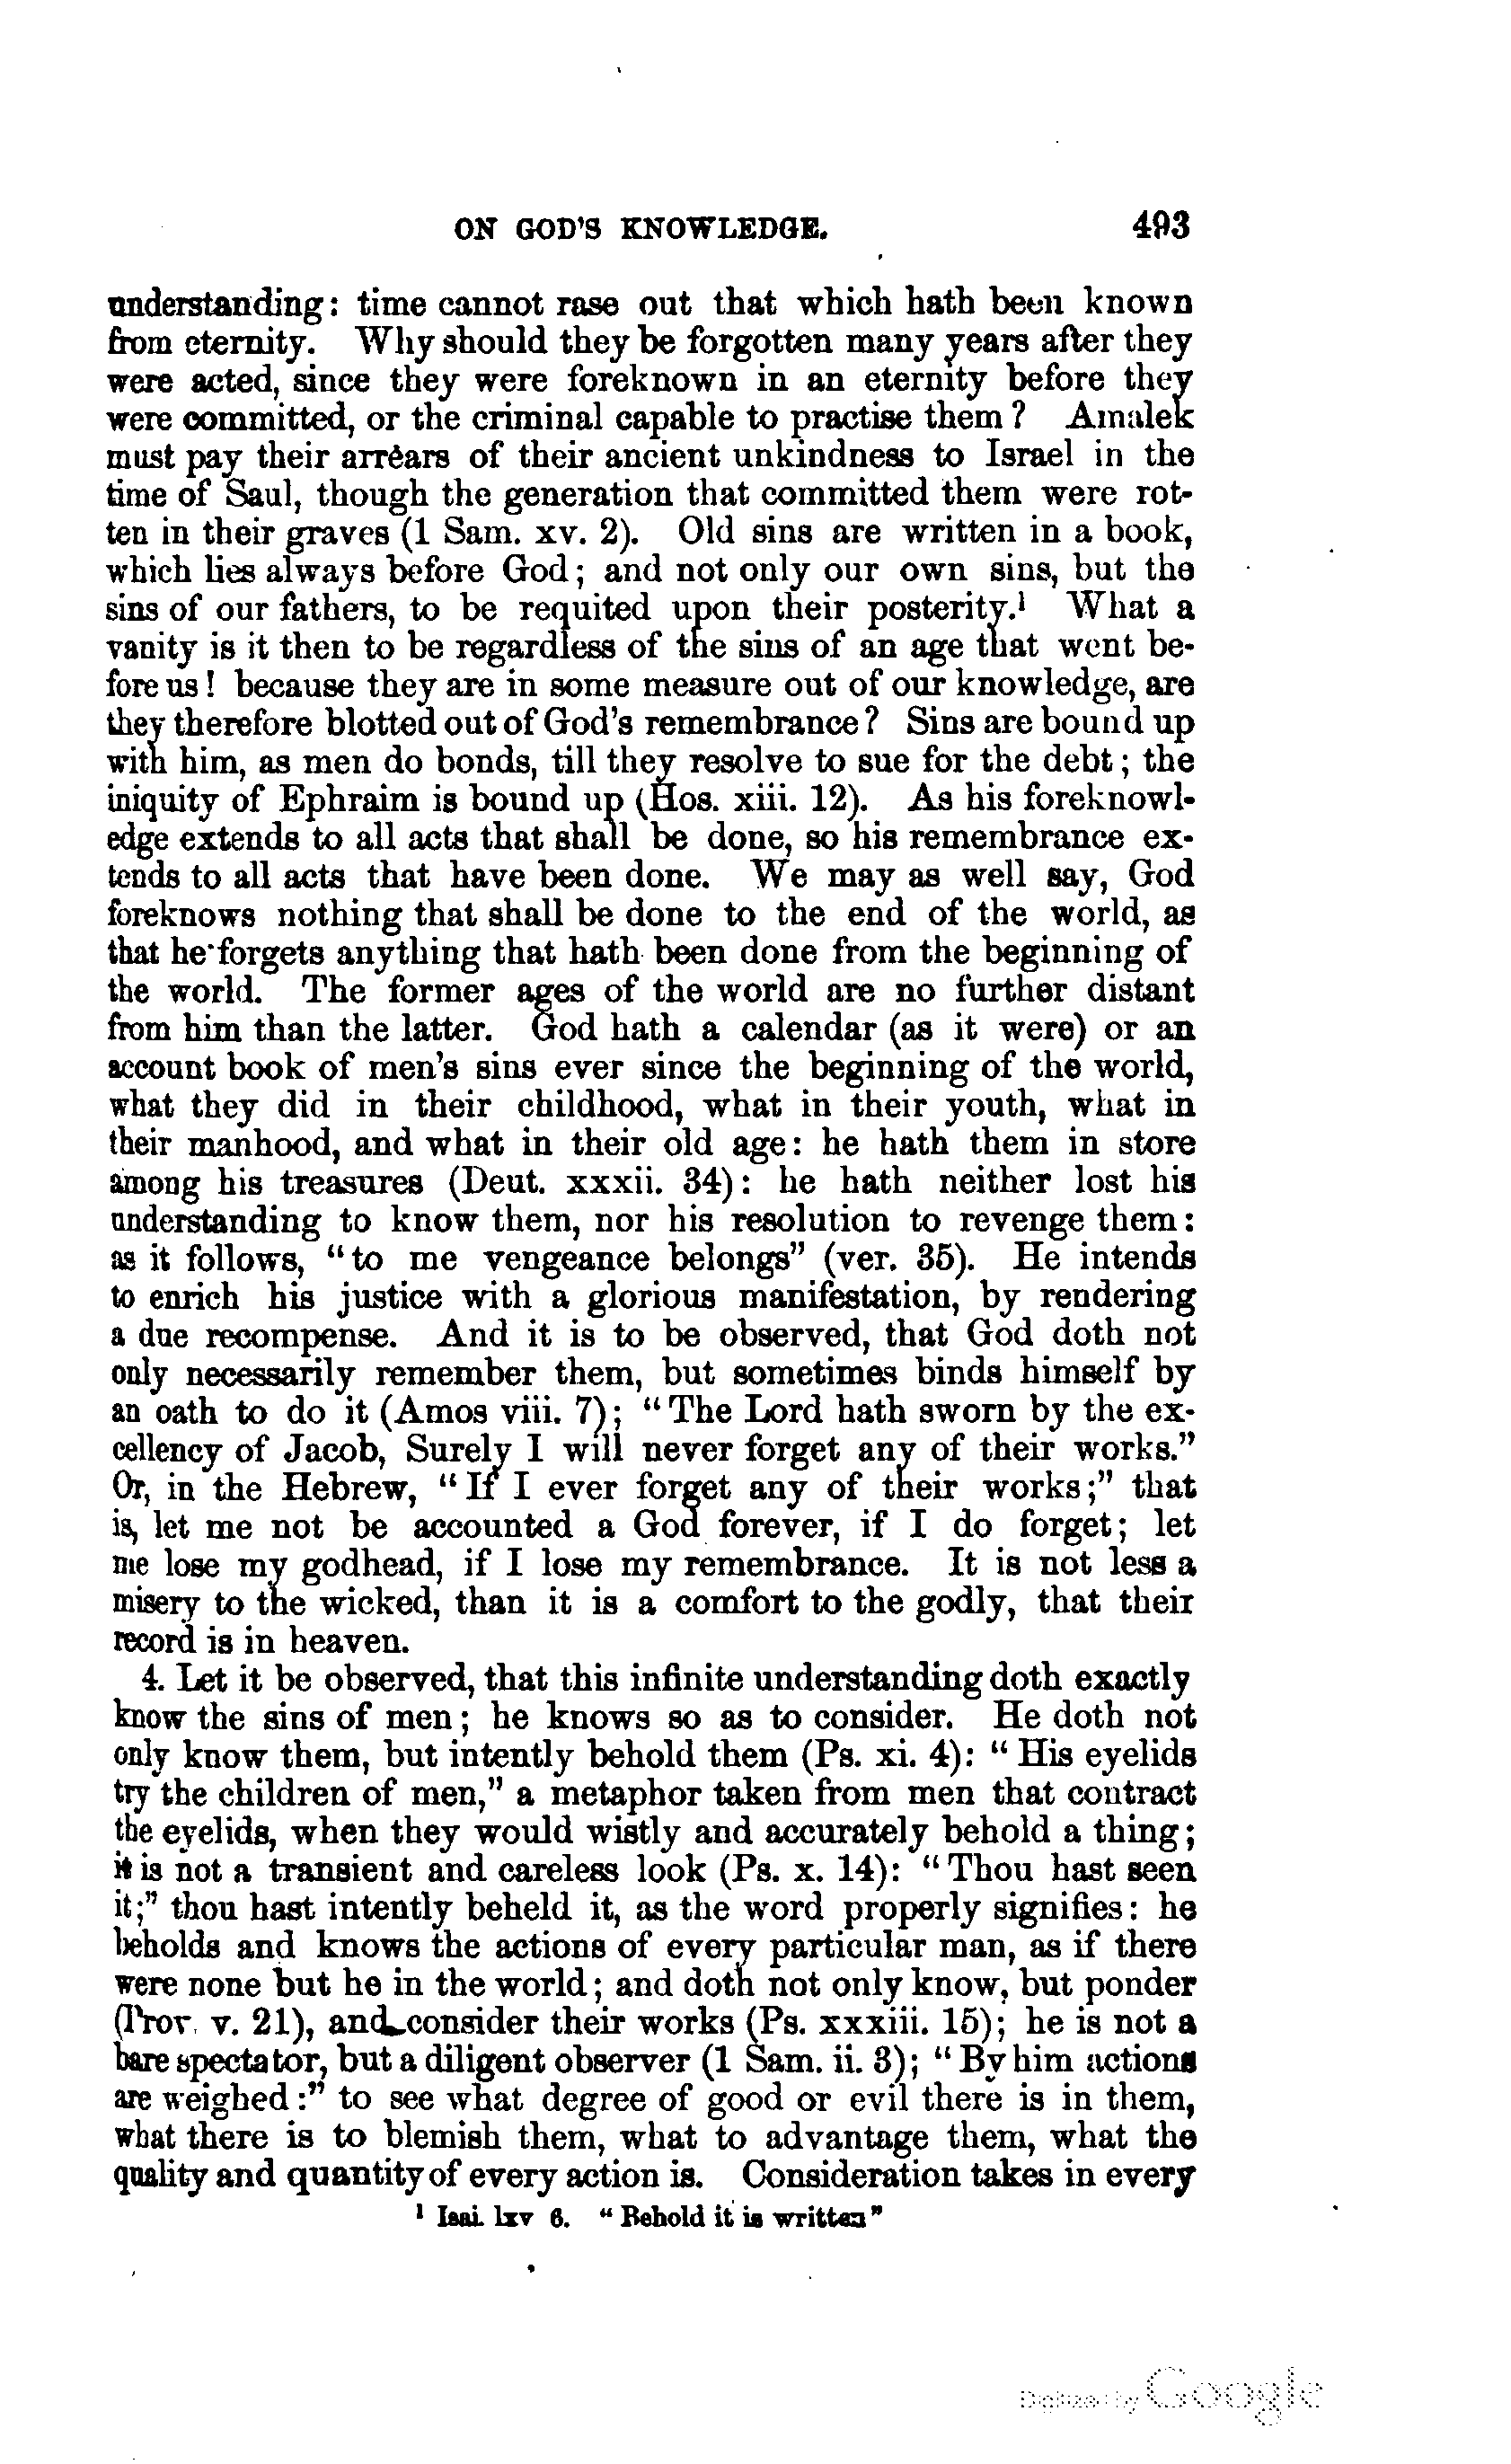 ON GOD'S KNOWLEDGE. 493
understanding: time cannot rase out that which hath been known
from eternity. Why should they be forgotten many years after they
were acted, since they were foreknown in an eternity before they
were committed, or the criminal capable to practise them? Amalek
must pay their arrears of their ancient unkindness to Israel in the
time of Saul, though the generation that committed them were rot-
ten in their graves (1 Sam. xv. 2). Old sins are written in a book,
which lies always before God; and not only our own sins, but the
sins of our fathers, to be requited upon their posterity.¹ What a
vanity is it then to be regardless of the sins of an age that went be-
fore us! because they are in some measure out of our knowledge, are
they therefore blotted out of God's remembrance? Sins are bound up
with him, as men do bonds, till they resolve to sue for the debt; the
iniquity of Ephraim is bound up (Hos. xiii. 12). As his foreknowl-
edge extends to all acts that shall be done, so his remembrance ex-
tends to all acts that have been done. We may as well say, God
foreknows nothing that shall be done to the end of the world, as
that he forgets anything that hath been done from the beginning of
the world. The former ages of the world are no further distant
from him than the latter. God hath a calendar (as it were) or an
account book of men's sins ever since the beginning of the world,
what they did in their childhood, what in their youth, what in
their manhood, and what in their old age: he hath them in store
among his treasures (Deut. xxxii. 34): he hath neither lost his
understanding to know them, nor his resolution to revenge them:
as it follows, "to me vengeance belongs" (ver. 35). He intends
to enrich his justice with a glorious manifestation, by rendering
a due recompense. And it is to be observed, that God doth not
only necessarily remember them, but sometimes binds himself by
an oath to do it (Amos viii. 7); "The Lord hath sworn by the ex-
cellency of Jacob, Surely I will never forget any of their works."
Or, in the Hebrew, "If I ever forget any of their works;" that
is, let me not be accounted a God forever, if I do forget; let
me lose my godhead, if I lose my remembrance. It is not less a
misery to the wicked, than it is a comfort to the godly, that their
record is in heaven.
4. Let it be observed, that this infinite understanding doth exactly
know the sins of men; he knows so as to consider. He doth not
only know them, but intently behold them (Ps. xi. 4): "His eyelids
try the children of men," a metaphor taken from men that contract
the eyelids, when they would wistly and accurately behold a thing;
it is not a transient and careless look (Ps. x. 14): "Thou hast seen
it;" thou hast intently beheld it, as the word properly signifies: he
beholds and knows the actions of every particular man, as if there
were none but he in the world; and doth not only know, but ponder
(Prov. v. 21), and consider their works (Ps. xxxiii. 15); he is not a
bare spectator, but a diligent observer (1 Sam. ii. 3); "By him actions
are weighed:" to see what degree of good or evil there is in them,
what there is to blemish them, what to advantage them, what the
quality and quantity of every action is. Consideration takes in every
¹ Isai. lxv 6. "Behold it is written"
Digitized by Google